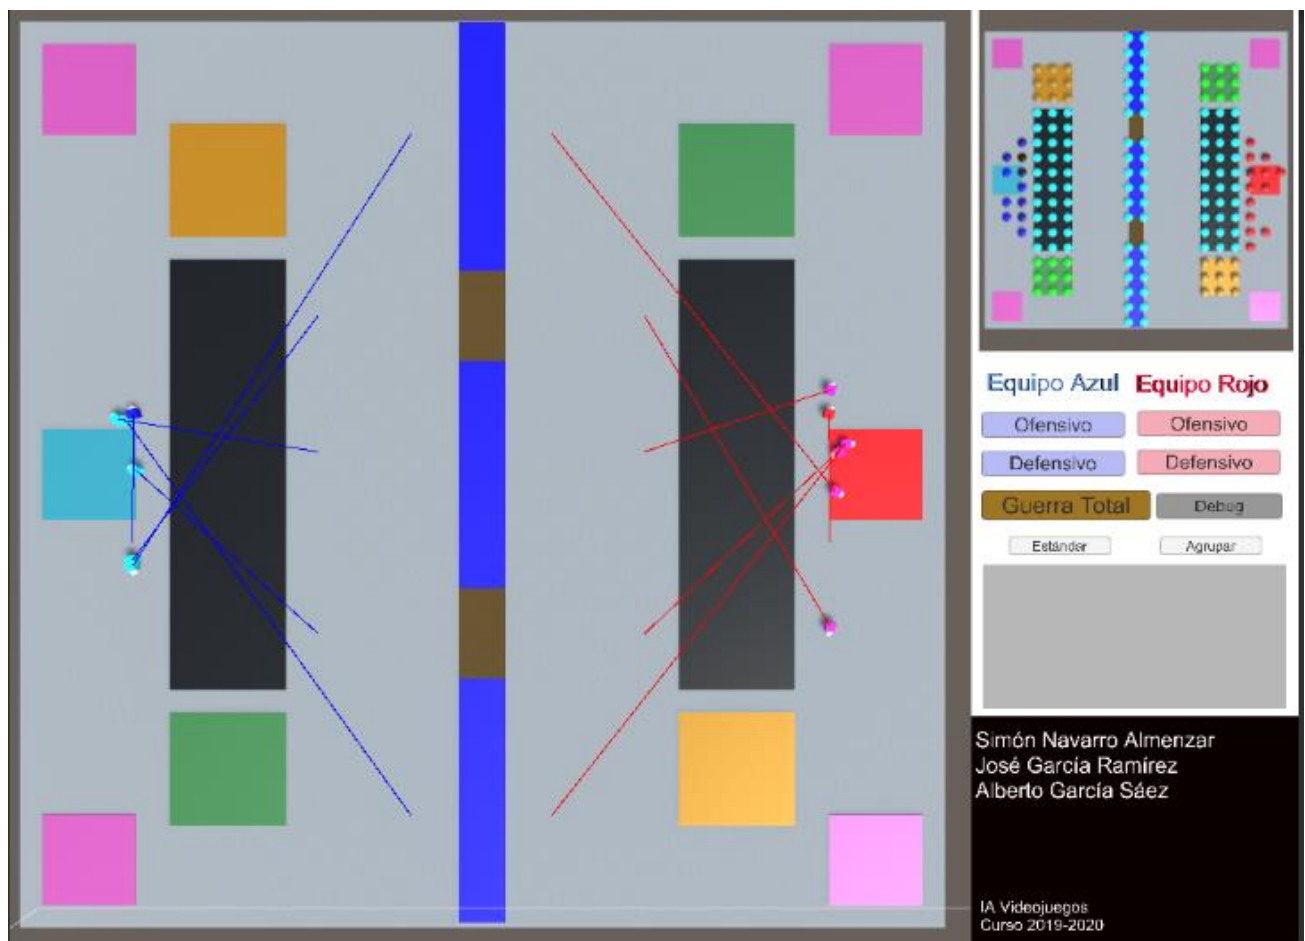 Equipo Azul Equipo Rojo
Ofensivo Ofensivo
Defensivo Defensivo
Guerra Total Debug
Estándar Agrupar
Simón Navarro Almenzar
José García Ramírez
Alberto García Sáez
IA Videojuegos
Curso 2019-2020